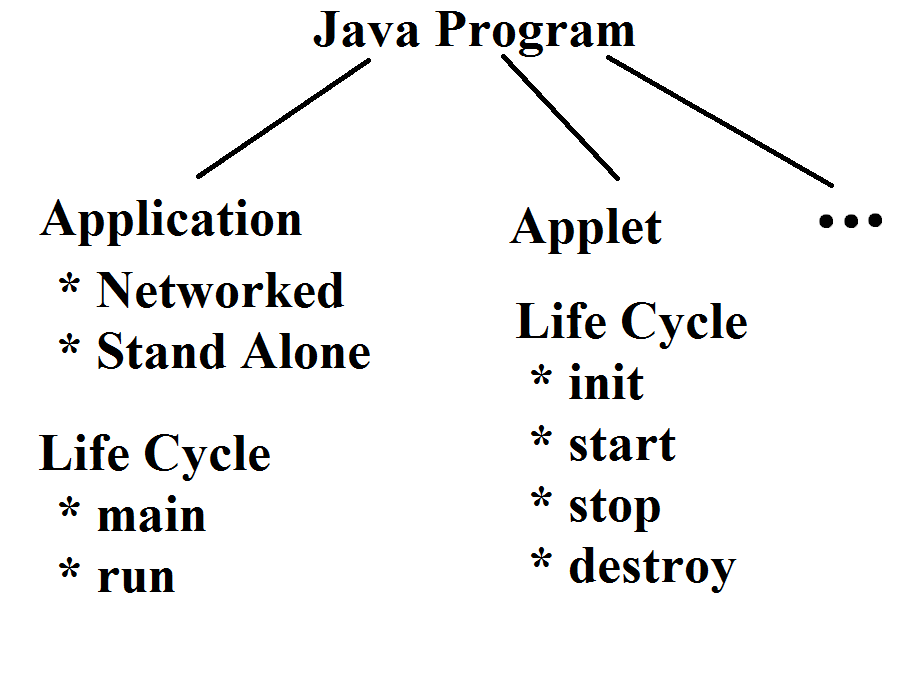 Java Program
Application
* Networked
* Stand Alone
Life Cycle
* main
* run
Applet
Life Cycle
* init
* start
* stop
* destroy
...